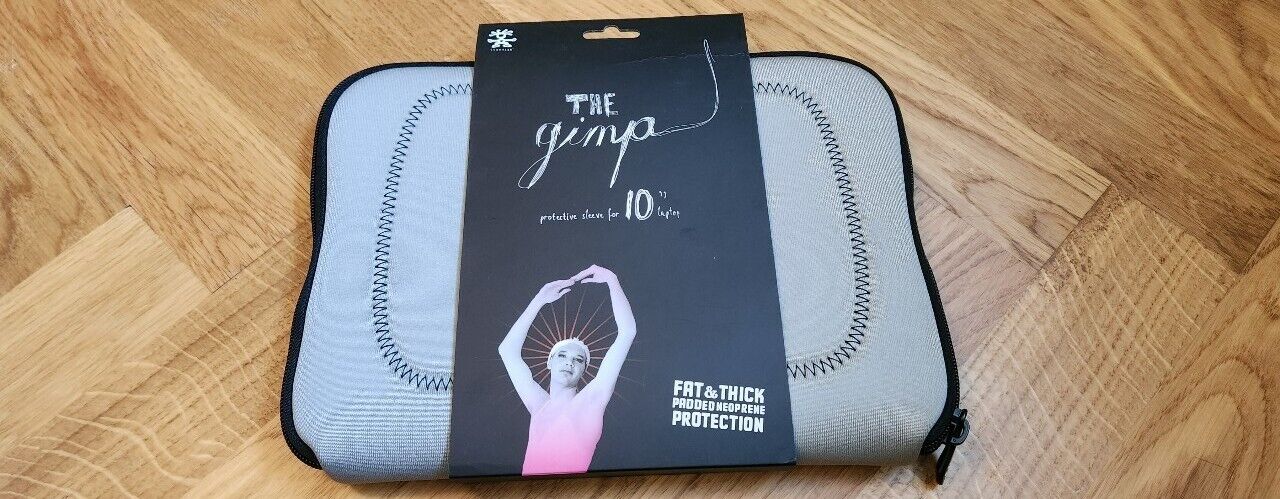 THE
gimp
protective sleeve for 10" laptop
FAT & THICK
PADDED NEOPRENE
PROTECTION